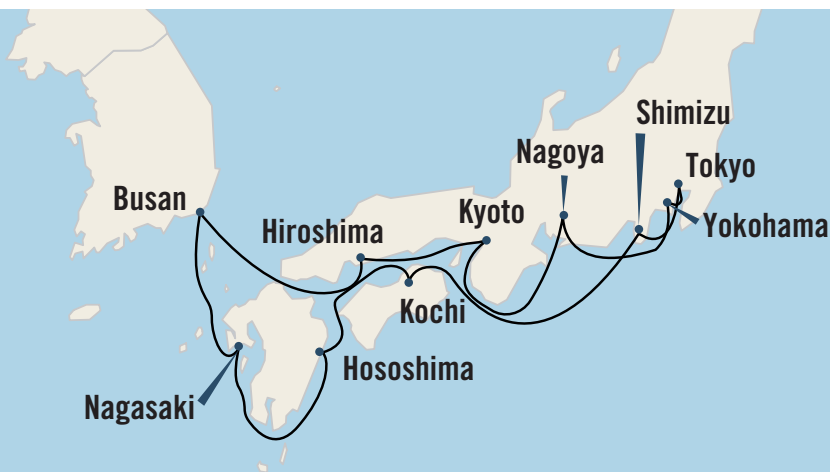 Shimizu
Nagoya
Tokyo
Busan
Kyoto
Hiroshima
Yokohama
Kochi
Hososhima
Nagasaki